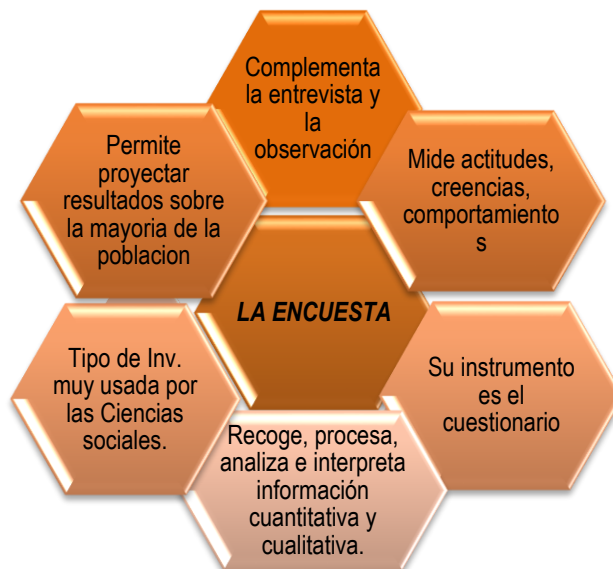 Complementa
la entrevista y
la
observación
Mide actitudes,
creencias,
comportamiento
s
Su instrumento
es el
cuestionario
Recoge, procesa,
analiza e interpreta
información
cuantitativa y
cualitativa.
Tipo de Inv.
muy usada por
las Ciencias
sociales.
Permite
proyectar
resultados sobre
la mayoria de la
poblacion
LA ENCUESTA